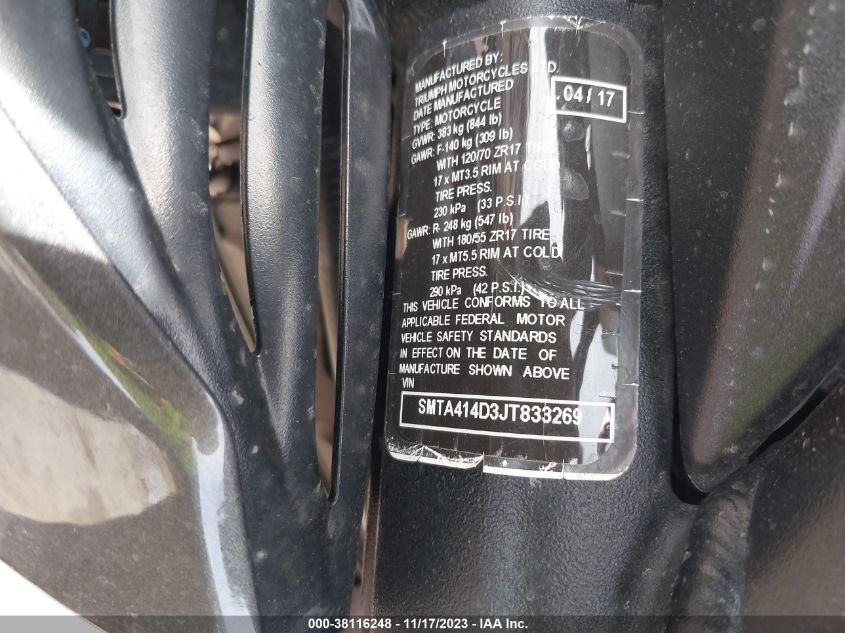 MANUFACTURED BY:
TRIUMPH MOTORCYCLES LTD.
DATE MANUFACTURED 04/17
TYPE: MOTORCYCLE
GVWR: 383 kg (844 lb)
GAWR: F-140 kg (309 lb)
WITH 120/70 ZR17 TIRE
17 x MT3.5 RIM AT COLD
TIRE PRESS.
230 kPa (33 P.S.I.)
GAWR: R- 248 kg (547 lb)
WITH 180/55 ZR17 TIRE
17 x MT5.5 RIM AT COLD
TIRE PRESS.
290 kPa (42 P.S.I.)
THIS VEHICLE CONFORMS TO ALL
APPLICABLE FEDERAL MOTOR
VEHICLE SAFETY STANDARDS
IN EFFECT ON THE DATE OF
MANUFACTURE SHOWN ABOVE
VIN
SMTA414D3JT833269
000-38116248 - 11/17/2023 - IAA Inc.